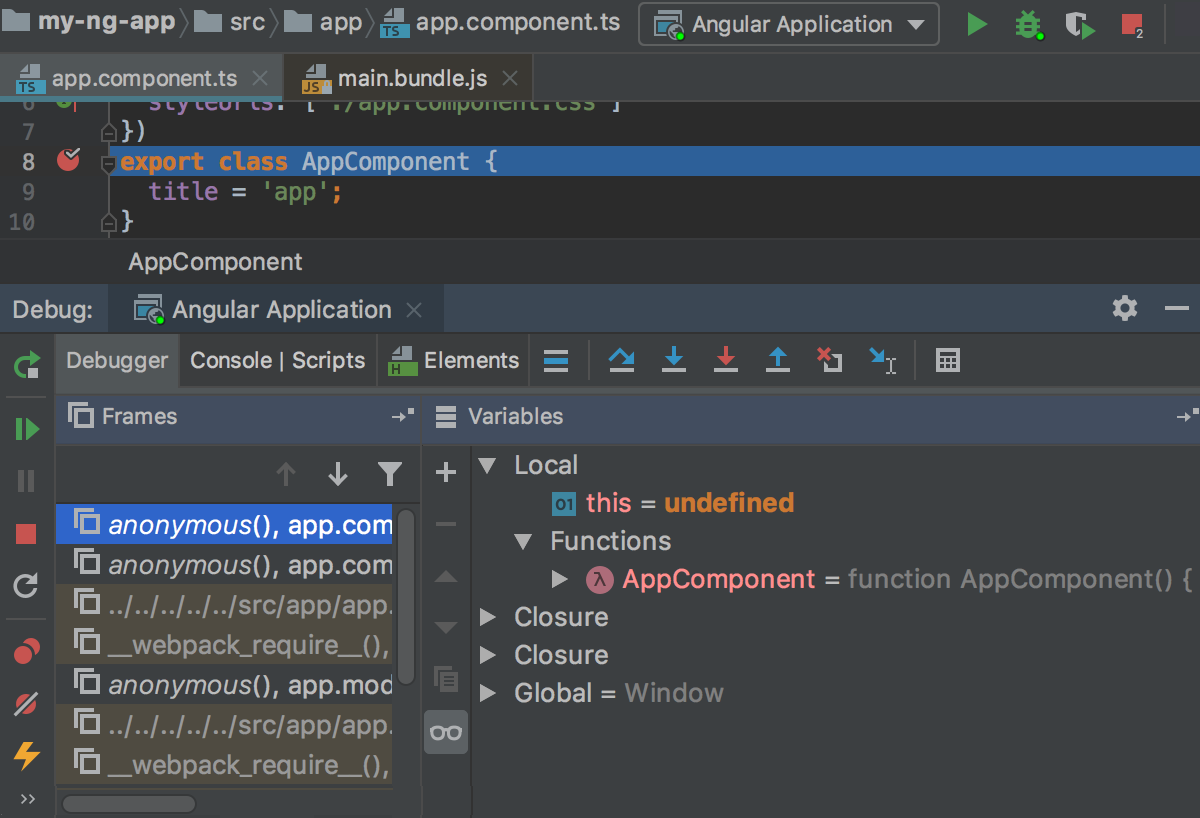 my-ng-app src app app.component.ts Angular Application 2
app.component.ts main.bundle.js
6 styleUrls: ['./app.component.css']
7 })
8 export class AppComponent {
9 title = 'app';
10 }
AppComponent
Debug: Angular Application
Debugger Console | Scripts Elements
Frames Variables
Local
anonymous(), app.com
this = undefined
anonymous(), app.com
Functions
../../../../../src/app/app.
AppComponent = function AppComponent() {
__webpack_require__(),
Closure
anonymous(), app.mod
Closure
../../../../../src/app/app.
Global = Window
__webpack_require__(),